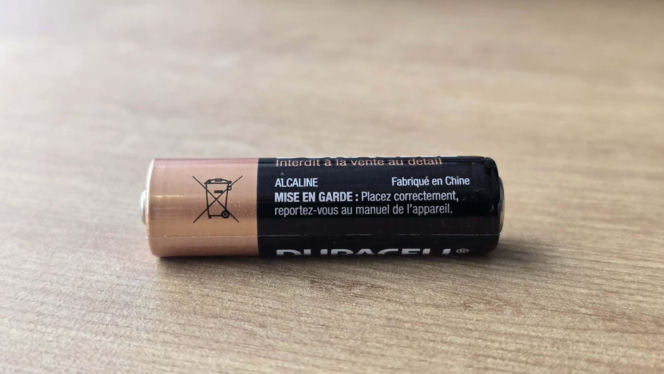 Interdit à la vente au détail
ALCALINE Fabriqué en Chine
MISE EN GARDE : Placez correctement,
reportez-vous au manuel de l'appareil.
DURACELL®